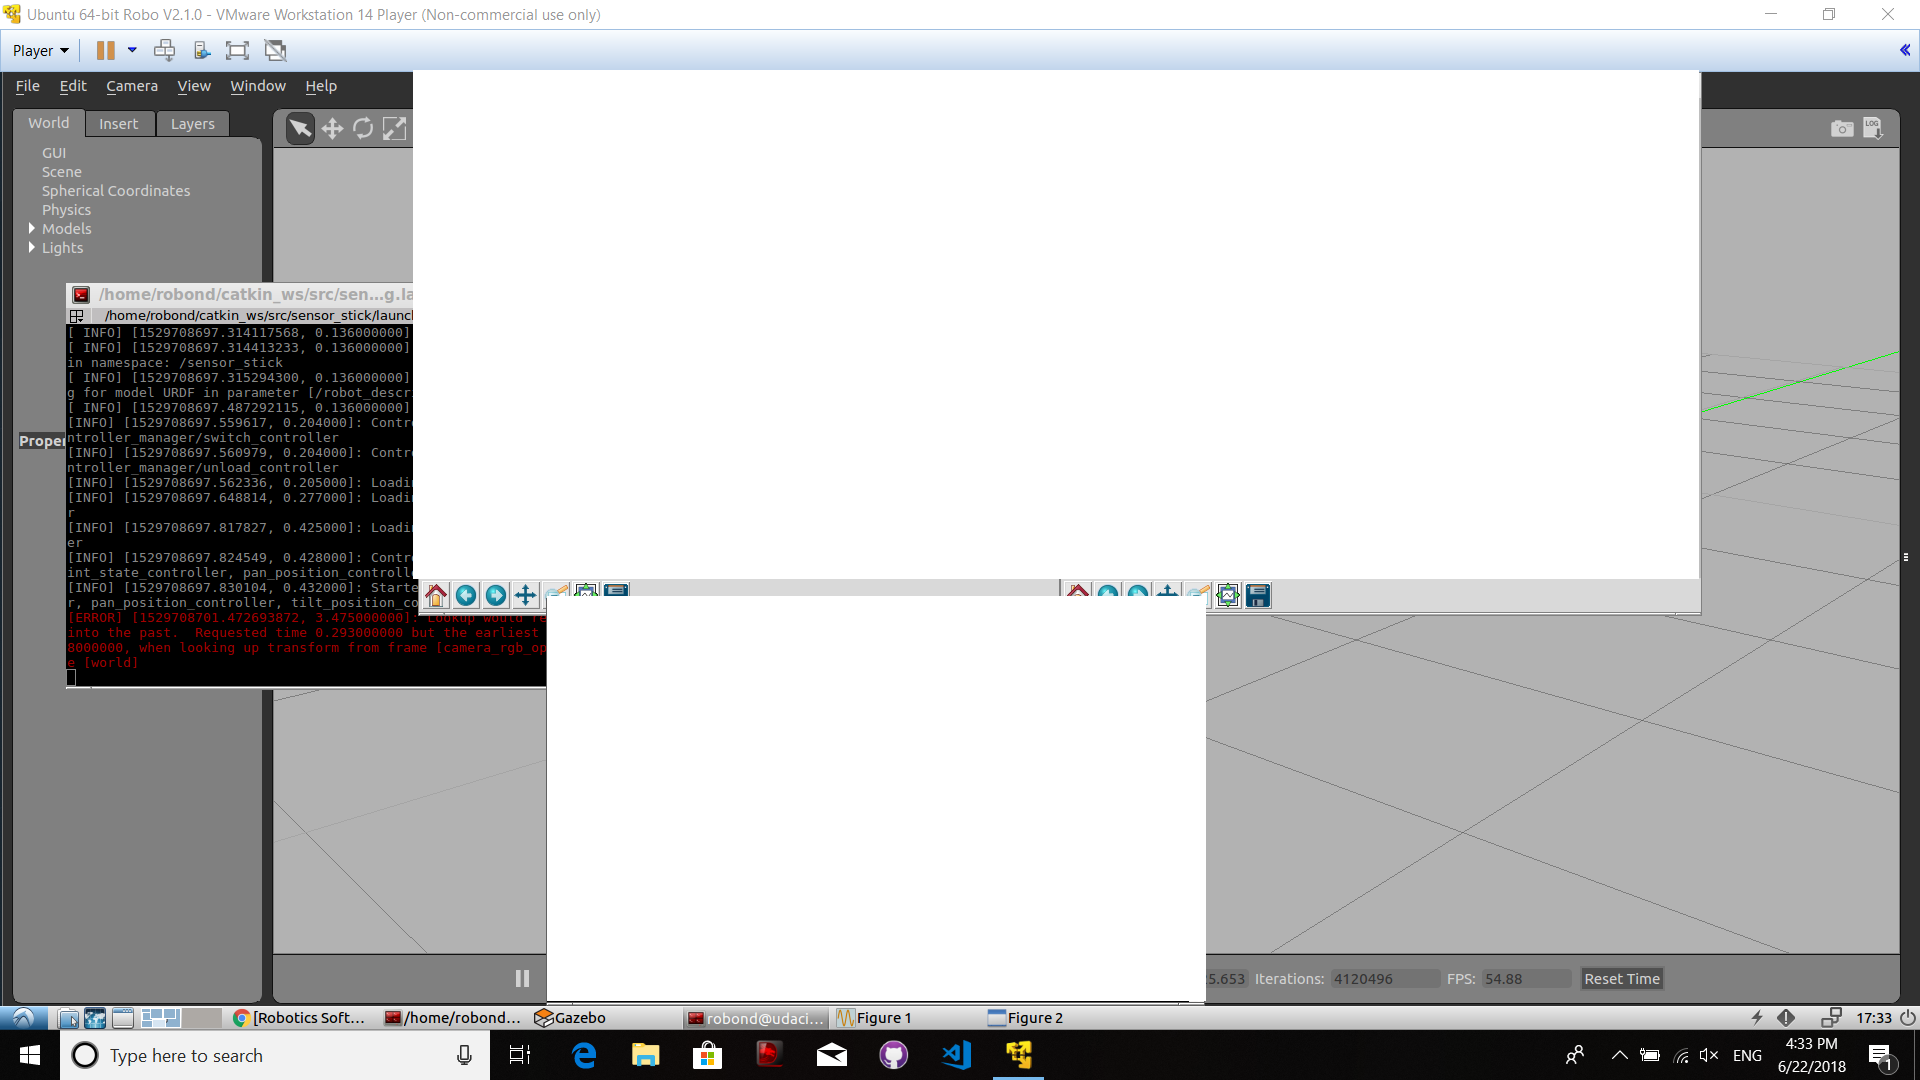 Ubuntu 64-bit Robo V2.1.0 - VMware Workstation 14 Player (Non-commercial use only)
Player
File Edit Camera View Window Help
World Insert Layers
GUI
Scene
Spherical Coordinates
Physics
Models
Lights
LOG
/home/robond/catkin_ws/src/sen...g.la
/home/robond/catkin_ws/src/sensor_stick/launch
[ INFO] [1529708697.314117568, 0.136000000]
[ INFO] [1529708697.314413233, 0.136000000]
in namespace: /sensor_stick
[ INFO] [1529708697.315294300, 0.136000000]
g for model URDF in parameter [/robot_descr
[ INFO] [1529708697.487292115, 0.136000000]
[INFO] [1529708697.559617, 0.204000]: Contr
ntroller_manager/switch_controller
[INFO] [1529708697.560979, 0.204000]: Contr
ntroller_manager/unload_controller
[INFO] [1529708697.562336, 0.205000]: Loadi
[INFO] [1529708697.648814, 0.277000]: Loadi
r
[INFO] [1529708697.817827, 0.425000]: Loadi
er
[INFO] [1529708697.824549, 0.428000]: Contr
int_state_controller, pan_position_controll
[INFO] [1529708697.830104, 0.432000]: Starte
r, pan_position_controller, tilt_position_co
[ERROR] [1529708701.472693872, 3.475000000]: Lookup would re
into the past. Requested time 0.293000000 but the earliest
8000000, when looking up transform from frame [camera_rgb_op
e [world]
Proper
5.653 Iterations: 4120496 FPS: 54.88 Reset Time
[Robotics Soft... /home/robond... Gazebo robond@udaci... Figure 1 Figure 2 17:33
Type here to search
ENG
4:33 PM
6/22/2018
1